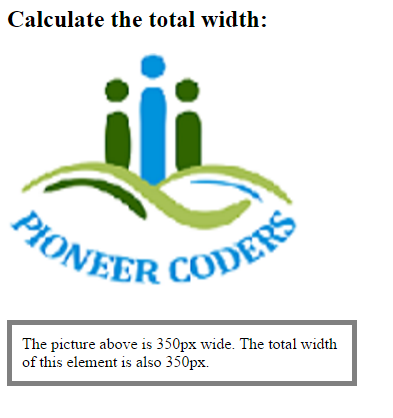 Calculate the total width:
PIONEER CODERS
The picture above is 350px wide. The total width
of this element is also 350px.